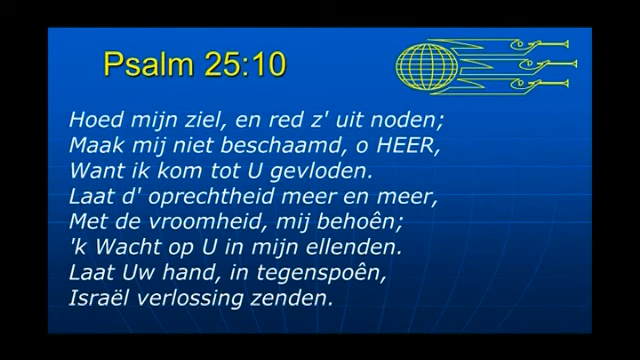 Psalm 25:10
Hoed mijn ziel, en red z' uit noden;
Maak mij niet beschaamd, o HEER,
Want ik kom tot U gevloden.
Laat d' oprechtheid meer en meer,
Met de vroomheid, mij behoên;
'k Wacht op U in mijn ellenden.
Laat Uw hand, in tegenspoên,
Israël verlossing zenden.